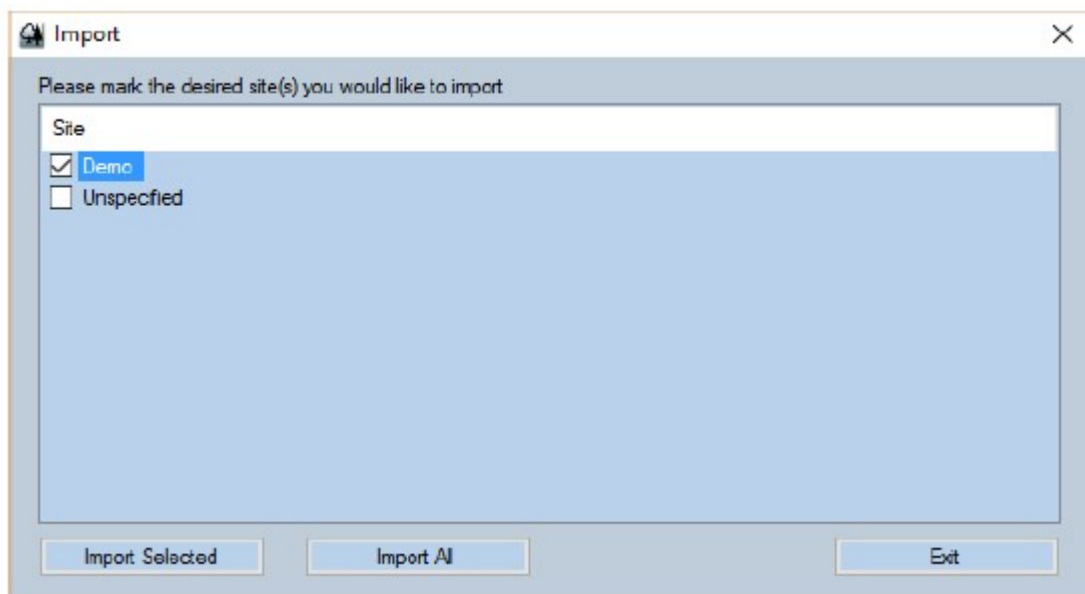 Import
Please mark the desired site(s) you would like to import
Site
Demo
Unspecified
Import Selected Import All Exit